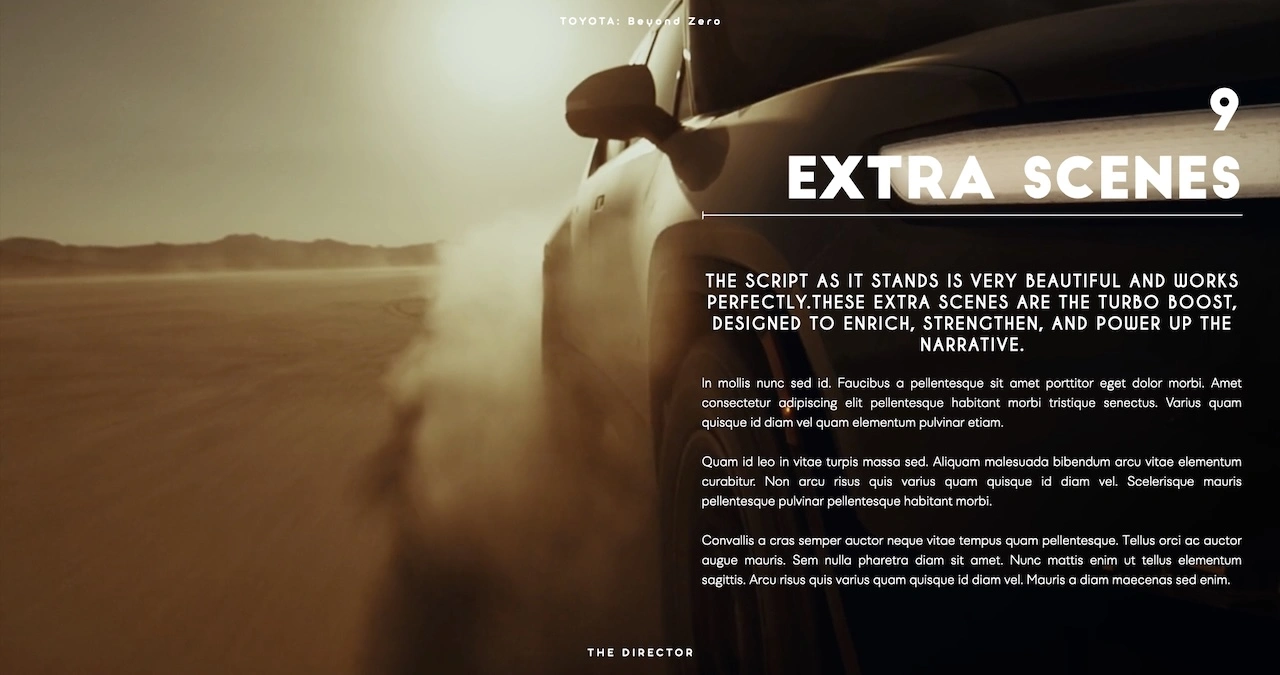 TOYOTA: Beyond Zero
9
EXTRA SCENES
THE SCRIPT AS IT STANDS IS VERY BEAUTIFUL AND WORKS
PERFECTLY.THESE EXTRA SCENES ARE THE TURBO BOOST,
DESIGNED TO ENRICH, STRENGTHEN, AND POWER UP THE
NARRATIVE.
In mollis nunc sed id. Faucibus a pellentesque sit amet porttitor eget dolor morbi. Amet
consectetur adipiscing elit pellentesque habitant morbi tristique senectus. Varius quam
quisque id diam vel quam elementum pulvinar etiam.
Quam id leo in vitae turpis massa sed. Aliquam malesuada bibendum arcu vitae elementum
curabitur. Non arcu risus quis varius quam quisque id diam vel. Scelerisque mauris
pellentesque pulvinar pellentesque habitant morbi.
Convallis a cras semper auctor neque vitae tempus quam pellentesque. Tellus orci ac auctor
augue mauris. Sem nulla pharetra diam sit amet. Nunc mattis enim ut tellus elementum
sagittis. Arcu risus quis varius quam quisque id diam vel. Mauris a diam maecenas sed enim.
THE DIRECTOR